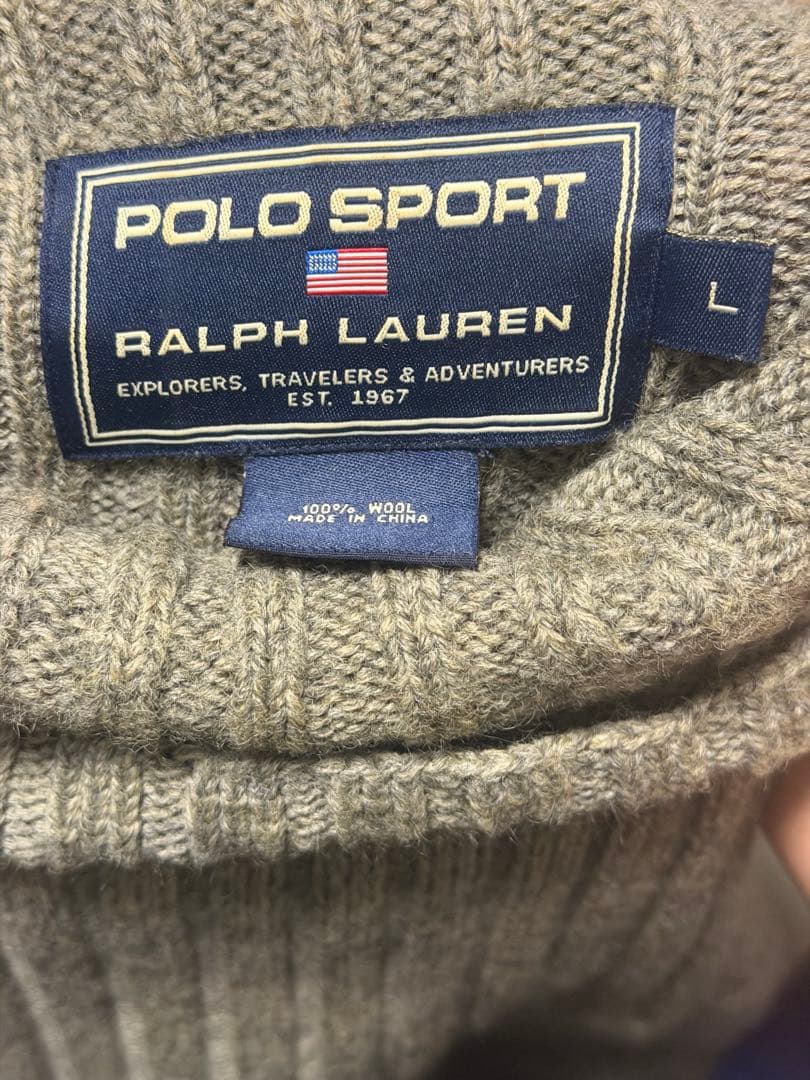 POLO SPORT
RALPH LAUREN
EXPLORERS, TRAVELERS & ADVENTURERS
EST. 1967
L
100% WOOL
MADE IN CHINA